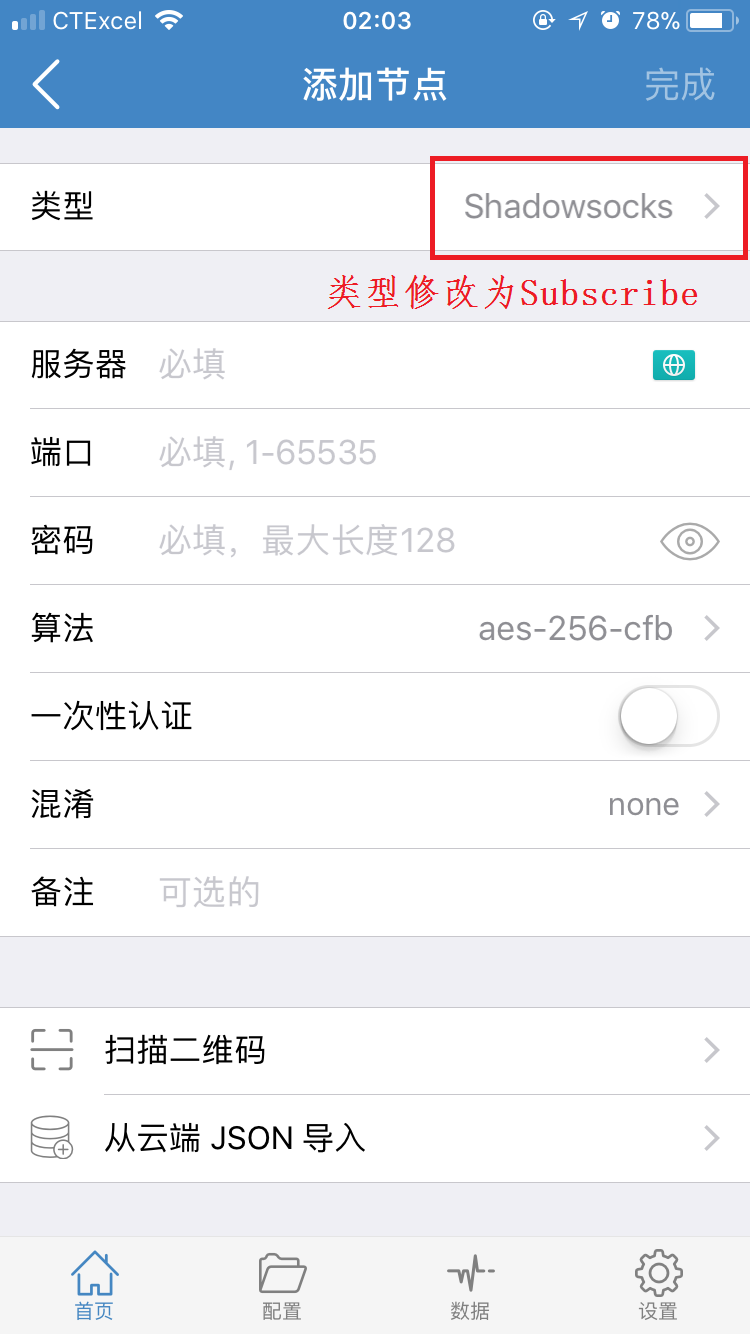 CTExcel 02:03 78%
添加节点 完成
类型 Shadowsocks
类型修改为Subscribe
服务器 必填
端口 必填, 1-65535
密码 必填，最大长度128
算法 aes-256-cfb
一次性认证
混淆 none
备注 可选的
扫描二维码
从云端 JSON 导入
首页 配置 数据 设置